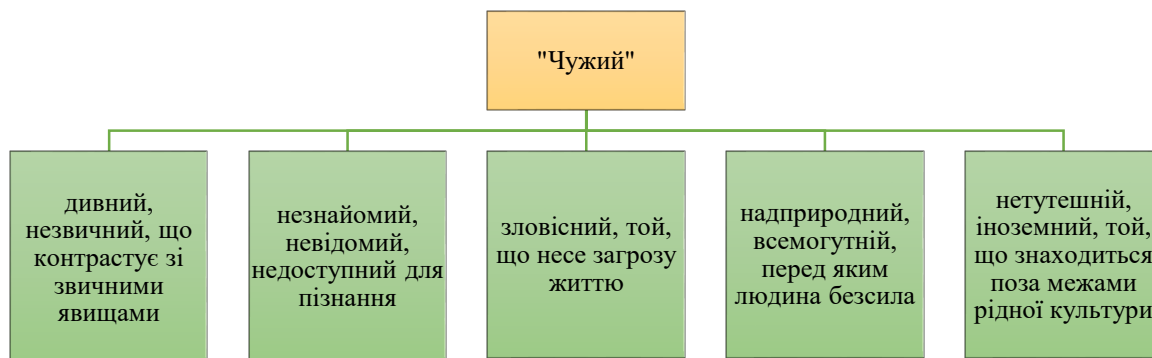 "Чужий"
дивний,
незвичний, що
контрастує зі
звичними
явищами
незнайомий,
невідомий,
недоступний для
пізнання
зловісний, той,
що несе загрозу
життю
надприродний,
всемогутній,
перед яким
людина безсила
нетутешній,
іноземний, той,
що знаходиться
поза межами
рідної культури